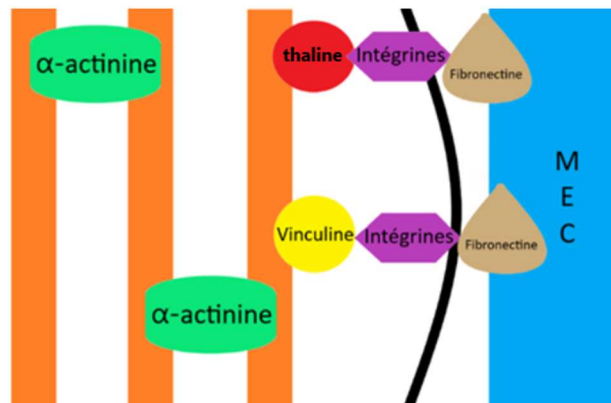 α-actinine
thaline
Intégrines
Fibronectine
M
E
C
Vinculine
Intégrines
Fibronectine
α-actinine